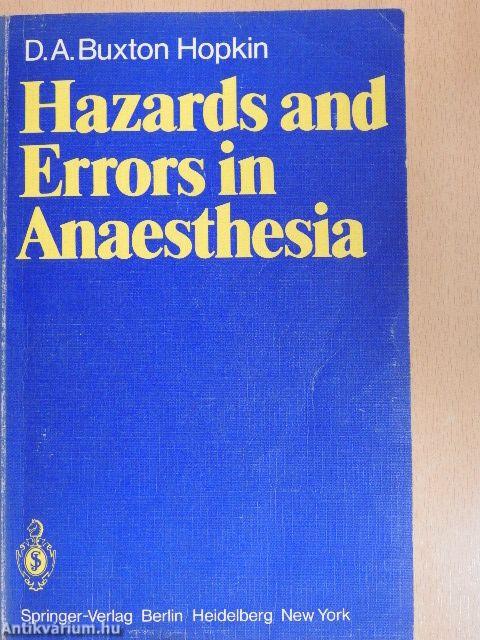 D.A. Buxton Hopkin
Hazards and
Errors in
Anaesthesia
Springer-Verlag Berlin Heidelberg New York
Antikvarium.hu